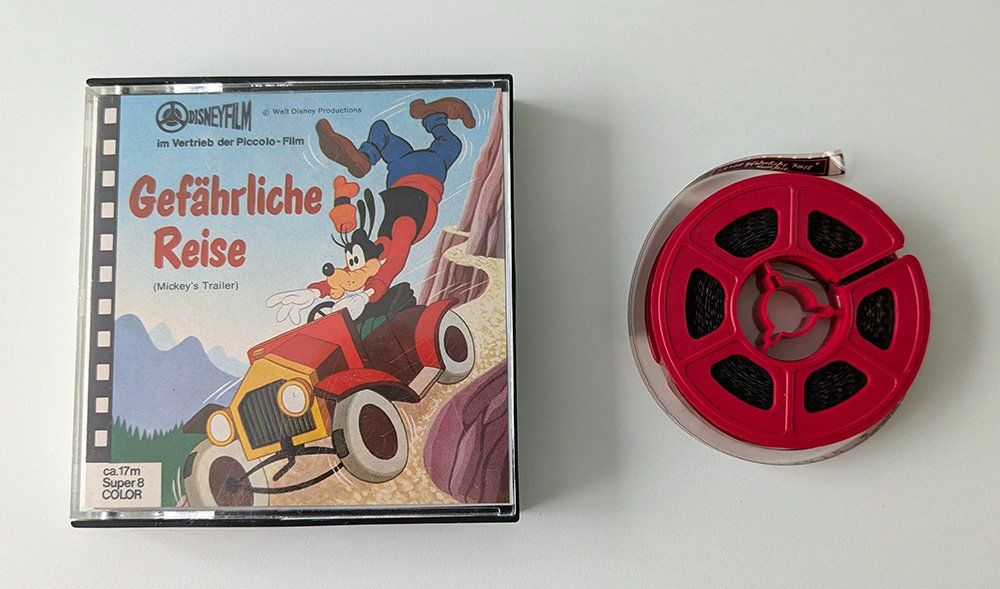 DISNEYFILM
© Walt Disney Productions
im Vertrieb der Piccolo-Film
Gefährliche
Reise
(Mickey's Trailer)
ca.17m
Super 8
COLOR